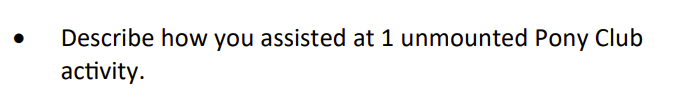 • Describe how you assisted at 1 unmounted Pony Club
activity.